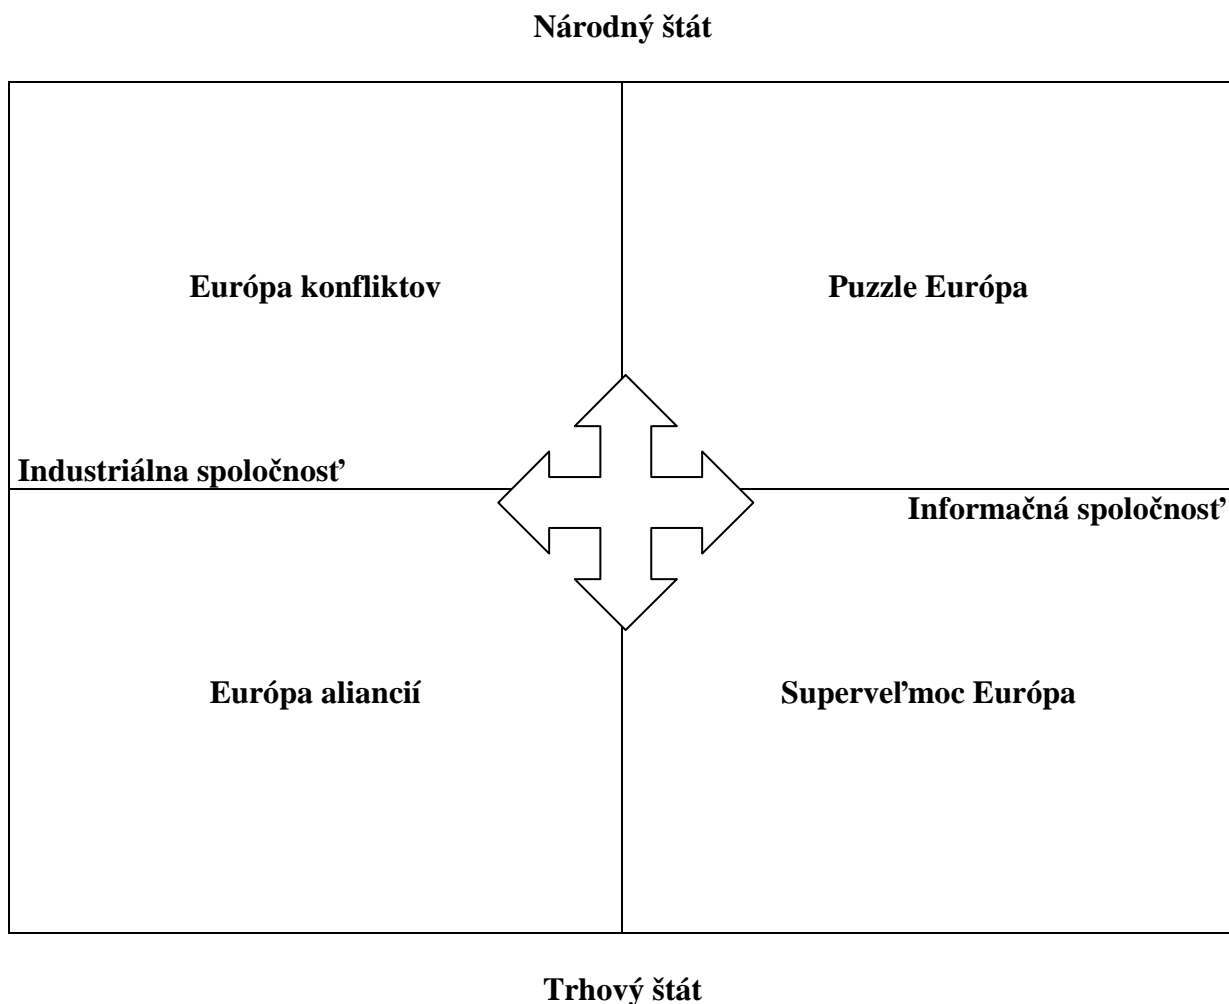 Národný štát
Európa konfliktov
Puzzle Európa
Industriálna spoločnosť
Informačná spoločnosť
Európa aliancií
Superveľmoc Európa
Trhový štát